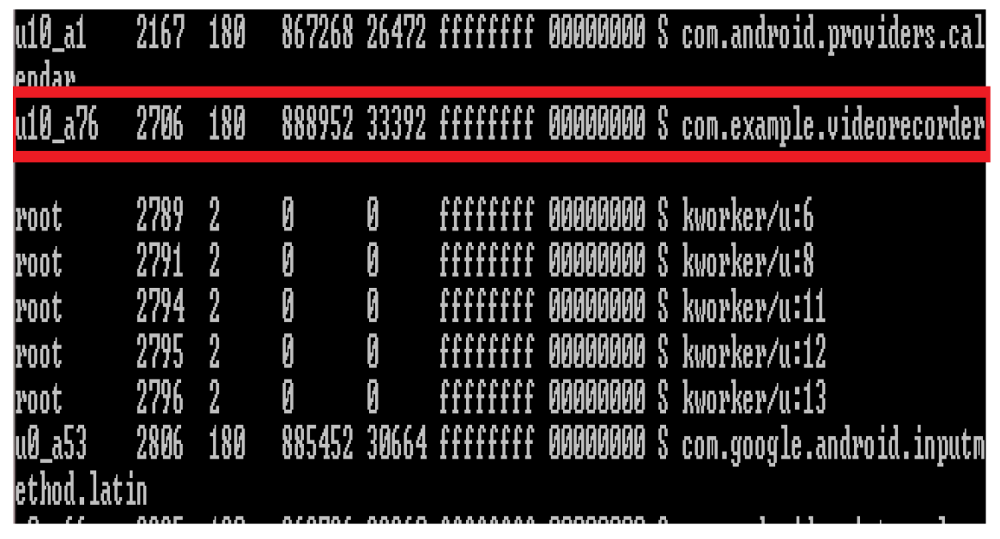 u10_a1 2167 180 867268 26472 ffffffff 00000000 S com.android.providers.cal
endar
u10_a76 2706 180 888952 33392 ffffffff 00000000 S com.example.videorecorder
root 2789 2 0 0 ffffffff 00000000 S kworker/u:6
root 2791 2 0 0 ffffffff 00000000 S kworker/u:8
root 2794 2 0 0 ffffffff 00000000 S kworker/u:11
root 2795 2 0 0 ffffffff 00000000 S kworker/u:12
root 2796 2 0 0 ffffffff 00000000 S kworker/u:13
u0_a53 2806 180 885452 30664 ffffffff 00000000 S com.google.android.inputm
ethod.latin